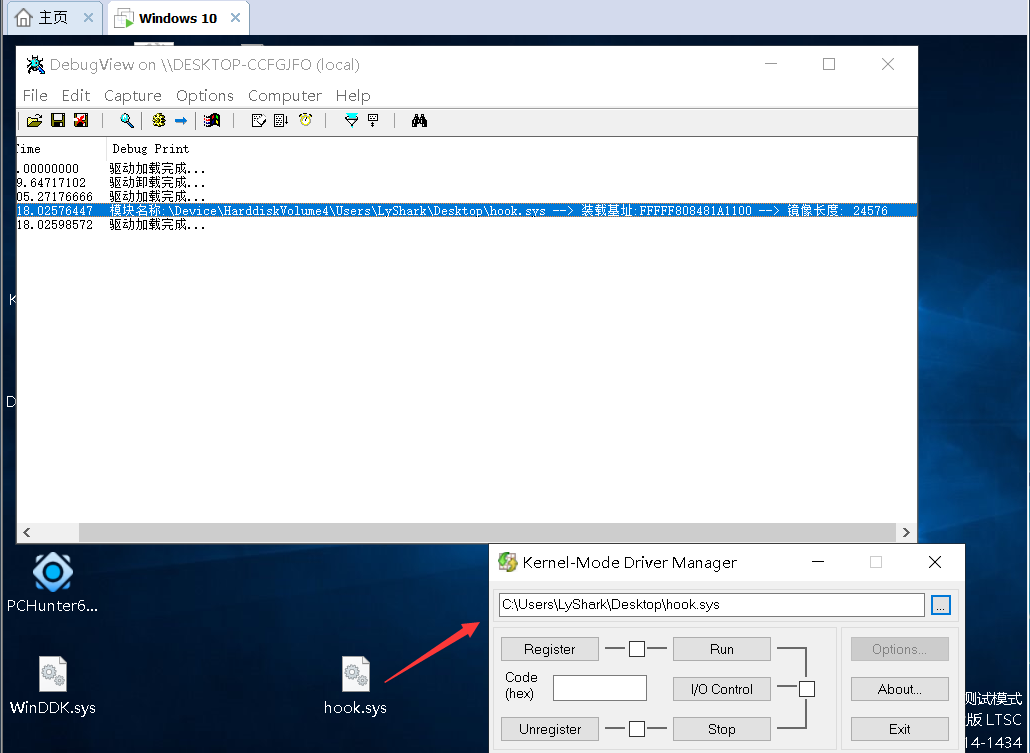 主页
Windows 10
DebugView on \\DESKTOP-CCFGJFO (local)
File Edit Capture Options Computer Help
Time Debug Print
.00000000 驱动加载完成...
9.64717102 驱动卸载完成...
05.27176666 驱动加载完成...
18.02576447 模块名称:\Device\HarddiskVolume4\Users\LyShark\Desktop\hook.sys --> 装载基址:FFFFF808481A1100 --> 镜像长度: 24576
18.02598572 驱动加载完成...
K
D
PCHunter6...
WinDDK.sys
hook.sys
Kernel-Mode Driver Manager
C:\Users\LyShark\Desktop\hook.sys
...
Register Run Options...
Code
(hex)
I/O Control About...
Unregister Stop Exit
测试模式
版 LTSC
14-1434